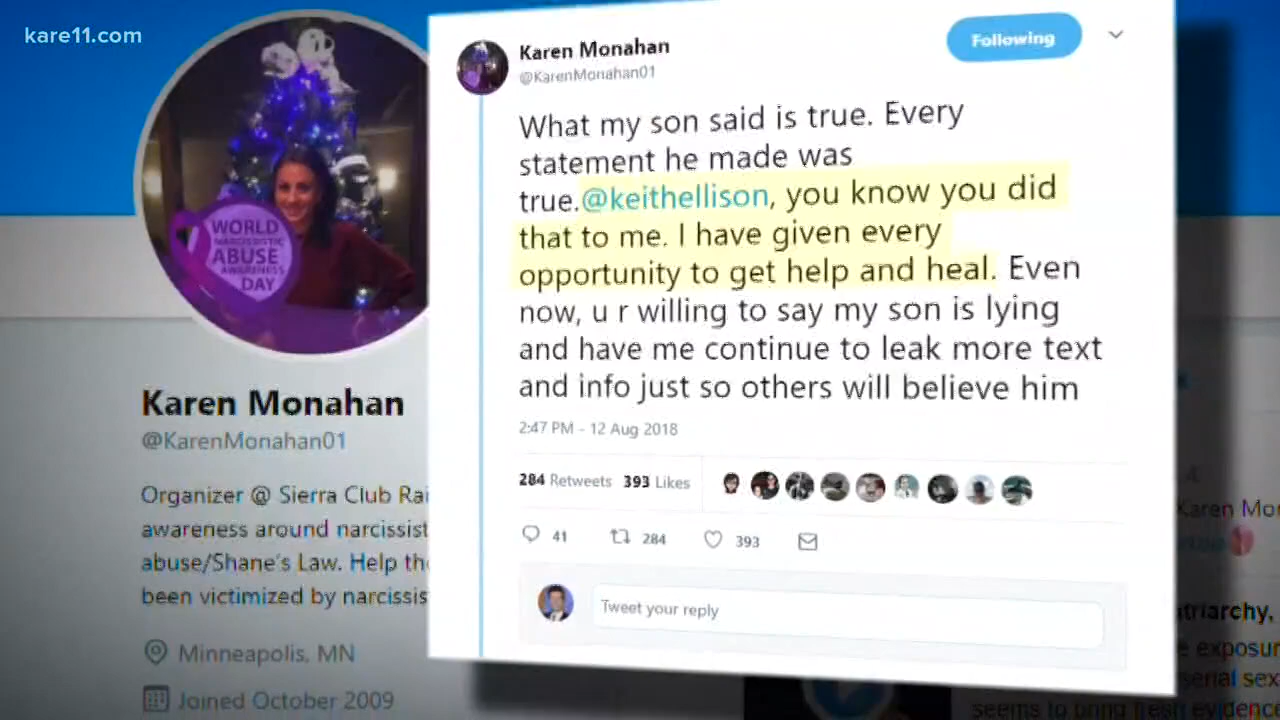 kare11.com
Karen Monahan
@KarenMonahan01
Following
What my son said is true. Every
statement he made was
true.@keithellison, you know you did
that to me. I have given every
opportunity to get help and heal. Even
now, u r willing to say my son is lying
and have me continue to leak more text
and info just so others will believe him
2:47 PM - 12 Aug 2018
284 Retweets 393 Likes
41 284 393
Tweet your reply
WORLD
NARCISSISTIC
ABUSE
AWARENESS
DAY
Karen Monahan
@KarenMonahan01
Organizer @ Sierra Club Rai
awareness around narcissist
abuse/Shane's Law. Help th
been victimized by narcissis
Minneapolis, MN
Joined October 2009
Karen Mo
triarchy,
e exposur
serial sex
seems to bring fresh evidence